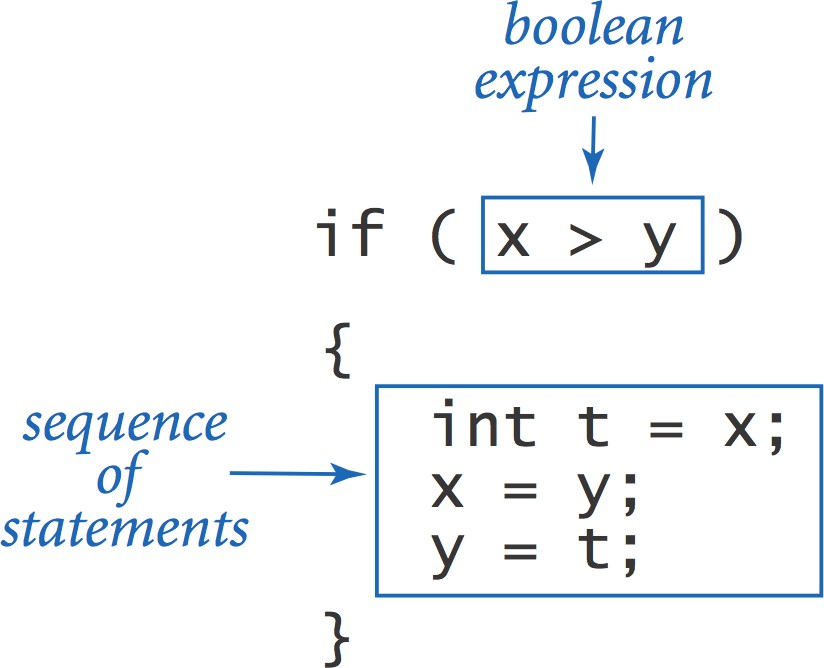 boolean
expression
if ( x > y )
{
int t = x;
x = y;
y = t;
}
sequence
of
statements